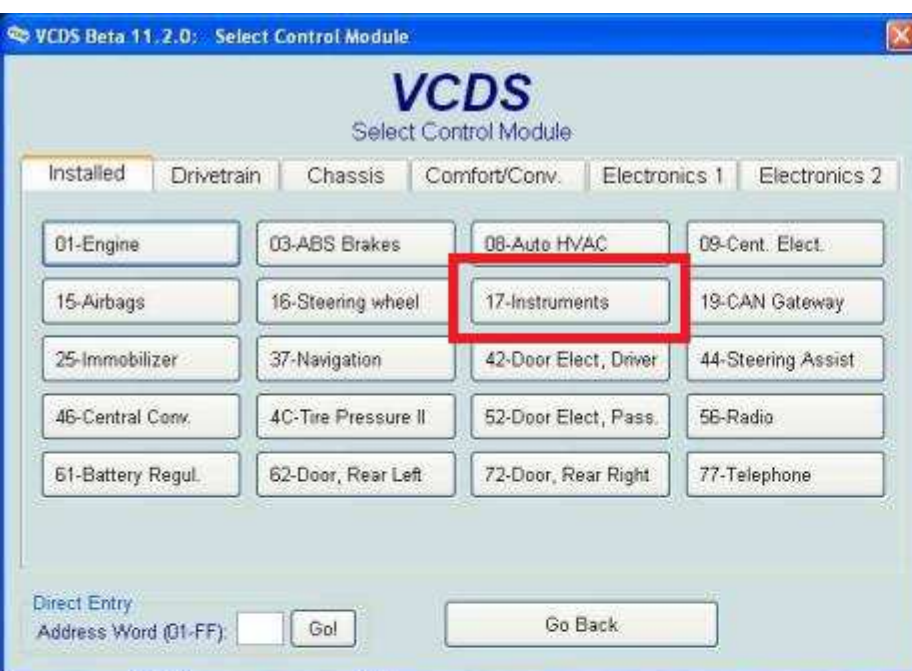 VCDS Beta 11.2.0: Select Control Module
VCDS
Select Control Module
Installed Drivetrain Chassis Comfort/Conv. Electronics 1 Electronics 2
01-Engine 03-ABS Brakes 08-Auto HVAC 09-Cent. Elect.
15-Airbags 16-Steering wheel 17-Instruments 19-CAN Gateway
25-Immobilizer 37-Navigation 42-Door Elect, Driver 44-Steering Assist
46-Central Conv. 4C-Tire Pressure II 52-Door Elect, Pass. 56-Radio
61-Battery Regul. 62-Door, Rear Left 72-Door, Rear Right 77-Telephone
Direct Entry
Address Word (01-FF): Go! Go Back